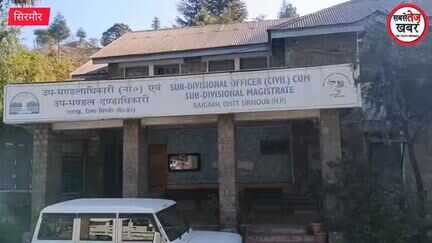 सिरमौर
सबसे तेज
खबर
उप-मण्डलाधिकारी (ना०) एवं
उप-मण्डल दण्डाधिकारी
SUB-DIVISIONAL OFFICER (CIVIL) CUM
SUB-DIVISIONAL MAGISTRATE
RAJGARH, DISTT. SIRMOUR (H.P.)